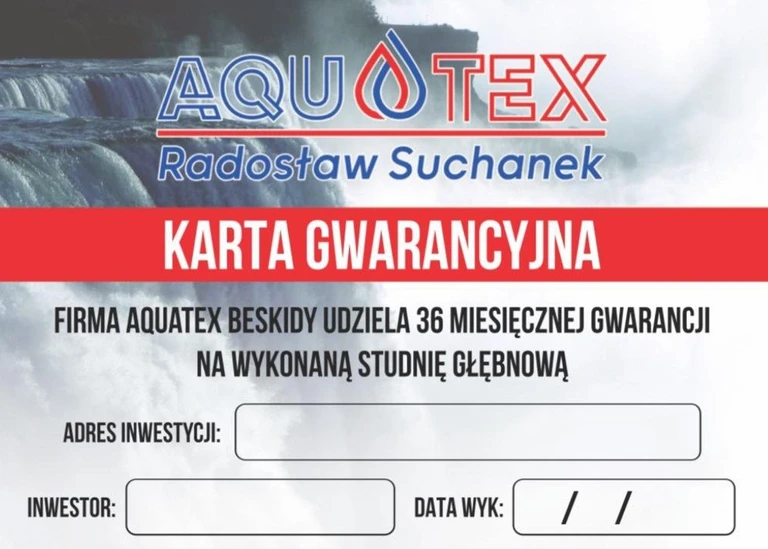 AQUATEX
Radosław Suchanek
KARTA GWARANCYJNA
FIRMA AQUATEX BESKIDY UDZIELA 36 MIESIĘCZNEJ GWARANCJI
NA WYKONANĄ STUDNIĘ GŁĘBNOWĄ
ADRES INWESTYCJI:
INWESTOR: DATA WYK: / /